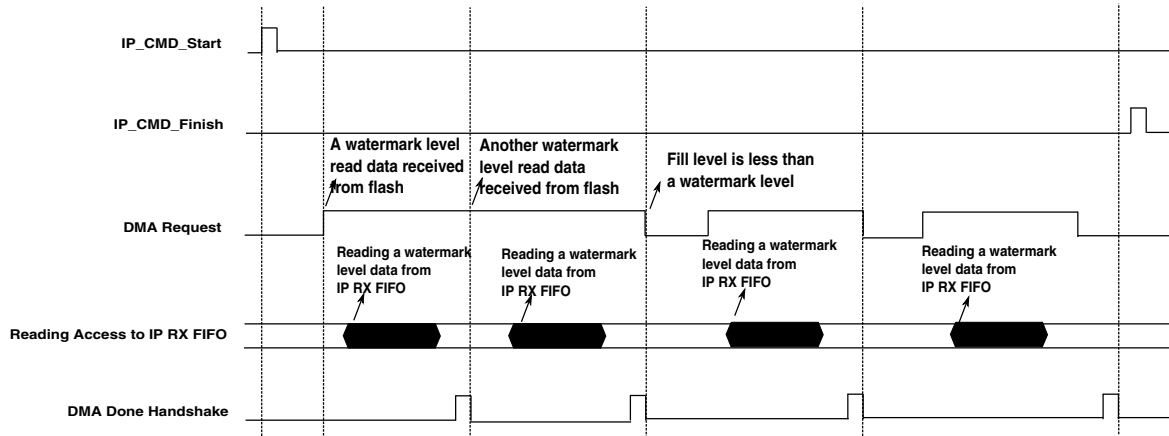 IP_CMD_Start
IP_CMD_Finish
A watermark level
read data received
from flash
Another watermark
level read data
received from flash
Fill level is less than
a watermark level
DMA Request
Reading a watermark
level data from
IP RX FIFO
Reading a watermark
level data from
IP RX FIFO
Reading a watermark
level data from
IP RX FIFO
Reading a watermark
level data from
IP RX FIFO
Reading Access to IP RX FIFO
DMA Done Handshake